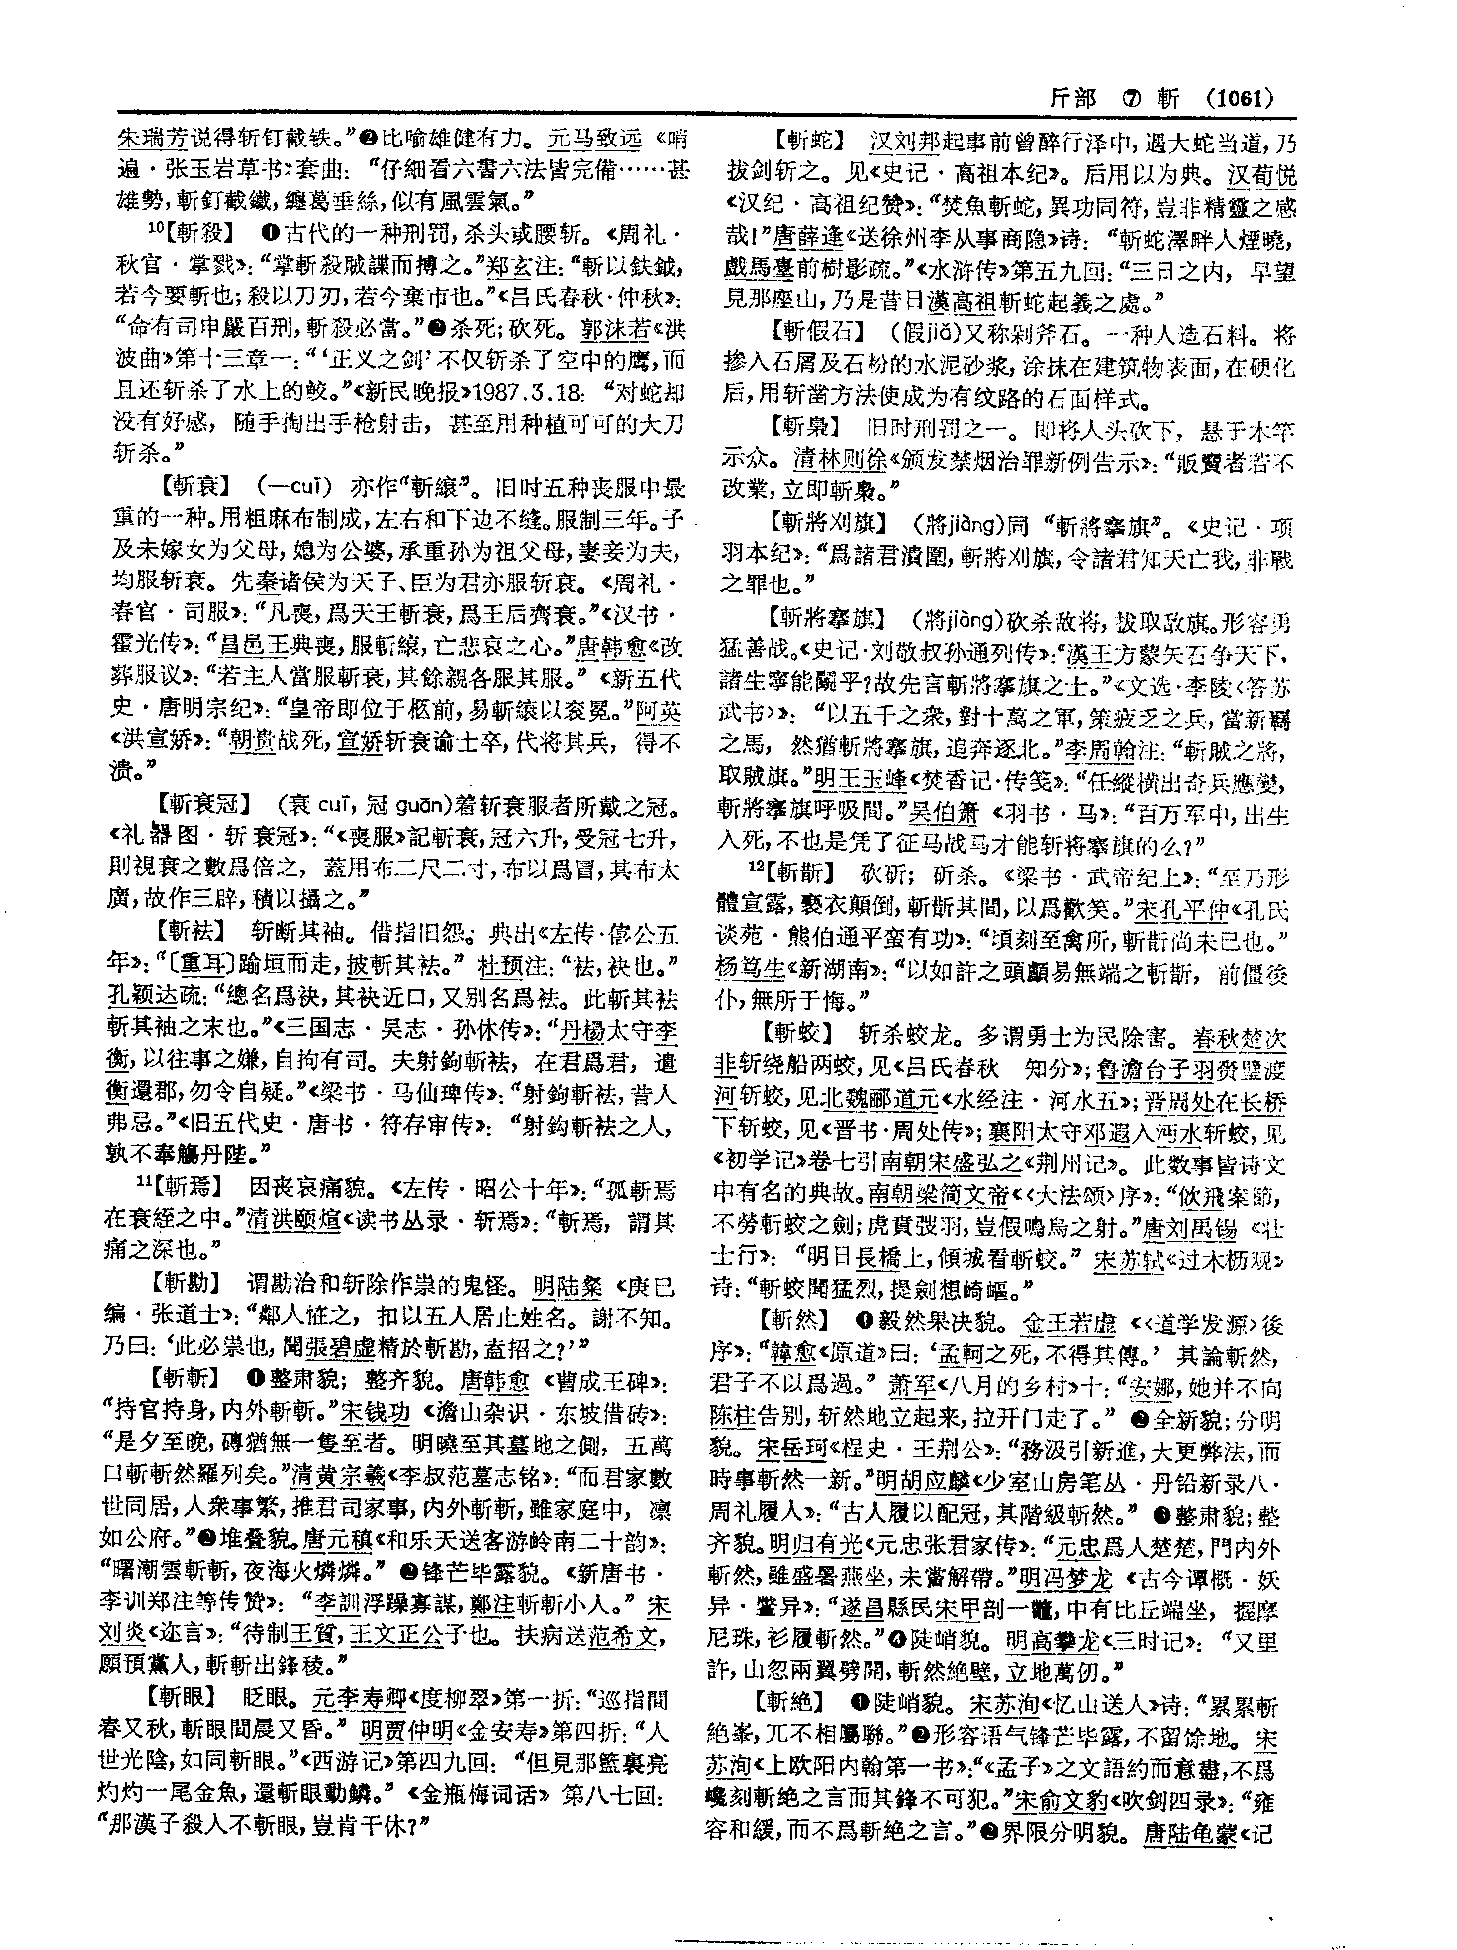 斤部 ⑦ 斬 (1061)
朱瑞芳说得斩钉截铁。”❷比喻雄健有力。元马致远《哨
遍·张玉岩草书》套曲：“仔细看六書六法皆完備……甚
雄勢，斬釘截鐵，纏葛垂絲，似有風雲氣。”
10【斬殺】 ❶古代的一种刑罚，杀头或腰斩。《周礼·
秋官·掌戮》：“掌斬殺賊諜而搏之。”郑玄注：“斬以鈇鉞，
若今要斬也；殺以刀刃，若今棄市也。”《吕氏春秋·仲秋》：
“命有司申嚴百刑，斬殺必當。”❷杀死；砍死。郭沫若《洪
波曲》第十三章一：“‘正义之剑’不仅斩杀了空中的鹰，而
且还斩杀了水上的鲛。”《新民晚报》1987.3.18：“对蛇却
没有好感，随手掏出手枪射击，甚至用种植可可的大刀
斩杀。”
【斬衰】 （—cuī）亦作“斬縗”。旧时五种丧服中最
重的一种。用粗麻布制成，左右和下边不缝。服制三年。子
及未嫁女为父母，媳为公婆，承重孙为祖父母，妻妾为夫，
均服斩衰。先秦诸侯为天子、臣为君亦服斩衰。《周礼·
春官·司服》：“凡喪，爲天王斬衰，爲王后齊衰。”《汉书·
霍光传》：“昌邑王典喪，服斬縗，亡悲哀之心。”唐韩愈《改
葬服议》：“若主人當服斬衰，其餘親各服其服。”《新五代
史·唐明宗纪》：“皇帝即位于柩前，易斬縗以衮冕。”阿英
《洪宣娇》：“朝贵战死，宣娇斩衰谕士卒，代将其兵，得不
溃。”
【斬衰冠】 （衰cuī，冠guān）着斩衰服者所戴之冠。
《礼器图·斩衰冠》：“《喪服》記斬衰，冠六升，受冠七升，
則視衰之數爲倍之，蓋用布二尺二寸，布以爲冒，其布太
廣，故作三辟，積以攝之。”
【斬袪】 斩断其袖。借指旧怨。典出《左传·僖公五
年》：“〔重耳〕踰垣而走，披斬其袪。”杜预注：“袪，袂也。”
孔颖达疏：“總名爲袂，其袂近口，又别名爲袪。此斬其袪
斬其袖之末也。”《三国志·吴志·孙休传》：“丹楊太守李
衡，以往事之嫌，自拘有司。夫射鉤斬袪，在君爲君，遣
衡還郡，勿令自疑。”《梁书·马仙琕传》：“射鉤斬袪，昔人
弗忌。”《旧五代史·唐书·符存审传》：“射鉤斬袪之人，
孰不奉觴丹陛。”
11【斬焉】 因丧哀痛貌。《左传·昭公十年》：“孤斬焉
在衰絰之中。”清洪颐煊《读书丛录·斩焉》：“斬焉，謂其
痛之深也。”
【斬勘】 谓勘治和斩除作祟的鬼怪。明陆粲《庚巳
编·张道士》：“鄰人恠之，扣以五人居止姓名。謝不知。
乃曰：‘此必祟也，聞張碧虚精於斬勘，盍招之？’”
【斬斬】 ❶整肃貌；整齐貌。唐韩愈《曹成王碑》：
“持官持身，内外斬斬。”宋钱功《澹山杂识·东坡借砖》：
“是夕至晚，磚猶無一隻至者。明曉至其墓地之側，五萬
口斬斬然羅列矣。”清黄宗羲《李叔范墓志铭》：“而君家數
世同居，人衆事繁，推君司家事，内外斬斬，雖家庭中，凛
如公府。”❷堆叠貌。唐元稹《和乐天送客游岭南二十韵》：
“曙潮雲斬斬，夜海火燐燐。”❸锋芒毕露貌。《新唐书·
李训郑注等传赞》：“李訓浮躁寡謀，鄭注斬斬小人。”宋
刘炎《迩言》：“待制王質，王文正公子也。扶病送范希文，
願預黨人，斬斬出鋒稜。”
【斬眼】 眨眼。元李寿卿《度柳翠》第一折：“巡指間
春又秋，斬眼間晨又昏。”明贾仲明《金安寿》第四折：“人
世光陰，如同斬眼。”《西游记》第四九回：“但見那籃裏亮
灼灼一尾金魚，還斬眼動鱗。”《金瓶梅词话》第八七回：
“那漢子殺人不斬眼，豈肯干休？”
【斬蛇】 汉刘邦起事前曾醉行泽中，遇大蛇当道，乃
拔剑斩之。见《史记·高祖本纪》。后用以为典。汉荀悦
《汉纪·高祖纪赞》：“焚魚斬蛇，異功同符，豈非精靈之感
哉！”唐薛逢《送徐州李从事商隐》诗：“斬蛇澤畔人煙曉，
戲馬臺前樹影疏。”《水浒传》第五九回：“三日之内，早望
見那座山，乃是昔日漢高祖斬蛇起義之處。”
【斬假石】 （假jiǎ）又称剁斧石。一种人造石料。将
掺入石屑及石粉的水泥砂浆，涂抹在建筑物表面，在硬化
后，用斩凿方法使成为有纹路的石面样式。
【斬梟】 旧时刑罚之一。即将人头砍下，悬于木竿
示众。清林则徐《颁发禁烟治罪新例告示》：“販賣者若不
改業，立即斬梟。”
【斬將刈旗】 （將jiàng）同“斬將搴旗”。《史记·项
羽本纪》：“爲諸君潰圍，斬將刈旗，令諸君知天亡我，非戰
之罪也。”
【斬將搴旗】 （將jiàng）砍杀敌将，拔取敌旗。形容勇
猛善战。《史记·刘敬叔孙通列传》：“漢王方蒙矢石争天下，
諸生寧能鬭乎？故先言斬將搴旗之士。”《文选·李陵〈答苏
武书〉》：“以五千之衆，對十萬之軍，策疲乏之兵，當新羈
之馬，然猶斬將搴旗，追奔逐北。”李周翰注：“斬賊之將，
取賊旗。”明王玉峰《焚香记·传笺》：“任縱横出奇兵應變，
斬將搴旗呼吸間。”吴伯箫《羽书·马》：“百万军中，出生
入死，不也是凭了征马战马才能斩将搴旗的么？”
12【斬斮】 砍斫；斫杀。《梁书·武帝纪上》：“至乃形
體宣露，褻衣顛倒，斬斮其間，以爲歡笑。”宋孔平仲《孔氏
谈苑·熊伯通平蛮有功》：“頃刻至禽所，斬斮尚未已也。”
杨笃生《新湖南》：“以如許之頭顱易無端之斬斮，前僵後
仆，無所于悔。”
【斬蛟】 斩杀蛟龙。多谓勇士为民除害。春秋楚次
非斩绕船两蛟，见《吕氏春秋 知分》；鲁澹台子羽赍璧渡
河斩蛟，见北魏郦道元《水经注·河水五》；晋周处在长桥
下斩蛟，见《晋书·周处传》；襄阳太守邓遐入沔水斩蛟，见
《初学记》卷七引南朝宋盛弘之《荆州记》。此数事皆诗文
中有名的典故。南朝梁简文帝《〈大法颂〉序》：“佽飛案節，
不勞斬蛟之劍；虎賁弢羽，豈假鳴烏之射。”唐刘禹锡《壮
士行》：“明日長橋上，傾城看斬蛟。”宋苏轼《过木枥观》
诗：“斬蛟聞猛烈，提劍想崎嶇。”
【斬然】 ❶毅然果决貌。金王若虚《〈道学发源〉後
序》：“韓愈《原道》曰：‘孟軻之死，不得其傳。’其論斬然，
君子不以爲過。”萧军《八月的乡村》十：“安娜，她并不向
陈柱告别，斩然地立起来，拉开门走了。”❷全新貌；分明
貌。宋岳珂《桯史·王荆公》：“務汲引新進，大更弊法，而
時事斬然一新。”明胡应麟《少室山房笔丛·丹铅新录八·
周礼履人》：“古人履以配冠，其階級斬然。”❸整肃貌；整
齐貌。明归有光《元忠张君家传》：“元忠爲人楚楚，門内外
斬然，雖盛暑燕坐，未嘗解帶。”明冯梦龙《古今谭概·妖
异·鳖异》：“遂昌縣民宋甲剖一鼈，中有比丘端坐，握摩
尼珠，衫履斬然。”❹陡峭貌。明高攀龙《三时记》：“又里
許，山忽兩翼劈開，斬然絶壁，立地萬仞。”
【斬絶】 ❶陡峭貌。宋苏洵《忆山送人》诗：“累累斬
絶峯，兀不相屬聯。”❷形容语气锋芒毕露，不留馀地。宋
苏洵《上欧阳内翰第一书》：“《孟子》之文語約而意盡，不爲
巉刻斬絶之言而其鋒不可犯。”宋俞文豹《吹剑四录》：“雍
容和緩，而不爲斬絶之言。”❸界限分明貌。唐陆龟蒙《记